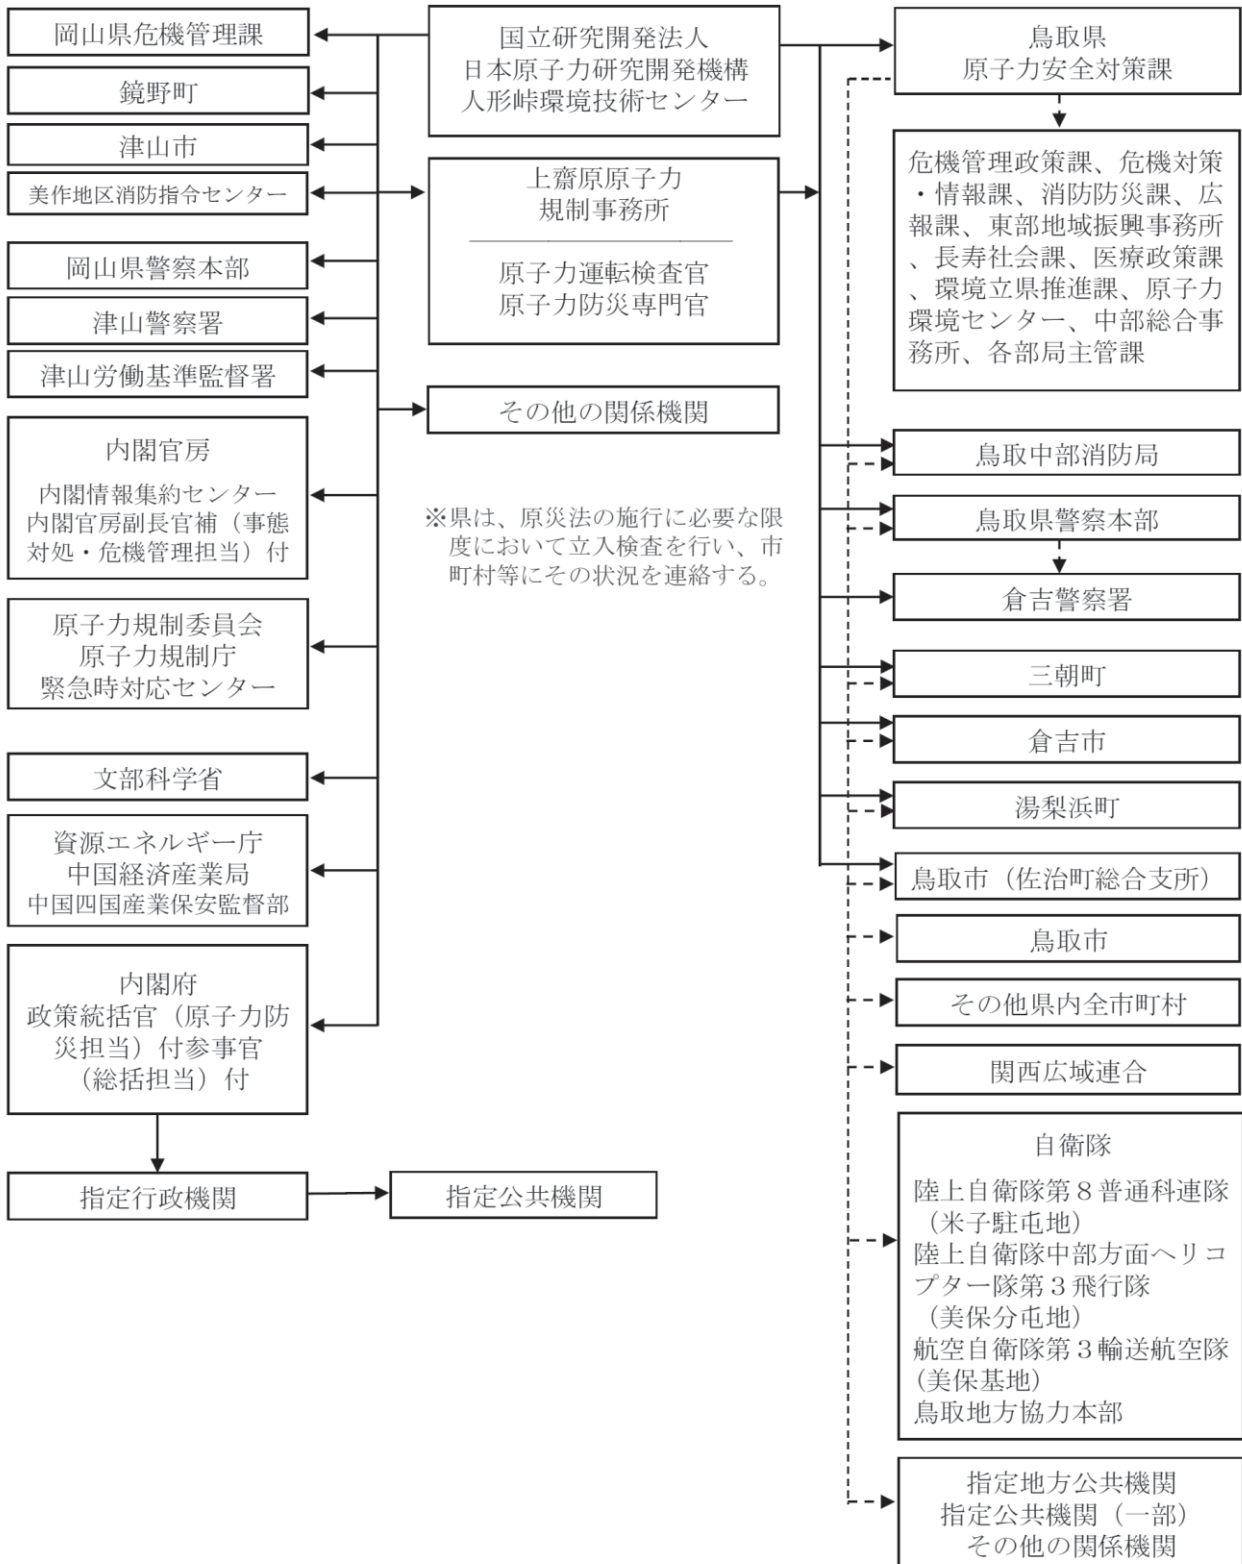 岡山県危機管理課
鏡野町
津山市
美作地区消防指令センター
岡山県警察本部
津山警察署
津山労働基準監督署
内閣官房
内閣情報集約センター
内閣官房副長官補（事態
対処・危機管理担当）付
原子力規制委員会
原子力規制庁
緊急時対応センター
文部科学省
資源エネルギー庁
中国経済産業局
中国四国産業保安監督部
内閣府
政策統括官（原子力防
災担当）付参事官
（総括担当）付
指定行政機関
指定公共機関
国立研究開発法人
日本原子力研究開発機構
人形峠環境技術センター
上齋原原子力
規制事務所
原子力運転検査官
原子力防災専門官
その他の関係機関
※県は、原災法の施行に必要な限
度において立入検査を行い、市
町村等にその状況を連絡する。
鳥取県
原子力安全対策課
危機管理政策課、危機対策
・情報課、消防防災課、広
報課、東部地域振興事務所
、長寿社会課、医療政策課
、環境立県推進課、原子力
環境センター、中部総合事
務所、各部局主管課
鳥取中部消防局
鳥取県警察本部
倉吉警察署
三朝町
倉吉市
湯梨浜町
鳥取市（佐治町総合支所）
鳥取市
その他県内全市町村
関西広域連合
自衛隊
陸上自衛隊第８普通科連隊
（米子駐屯地）
陸上自衛隊中部方面ヘリコ
プター隊第３飛行隊
（美保分屯地）
航空自衛隊第３輸送航空隊
（美保基地）
鳥取地方協力本部
指定地方公共機関
指定公共機関（一部）
その他の関係機関